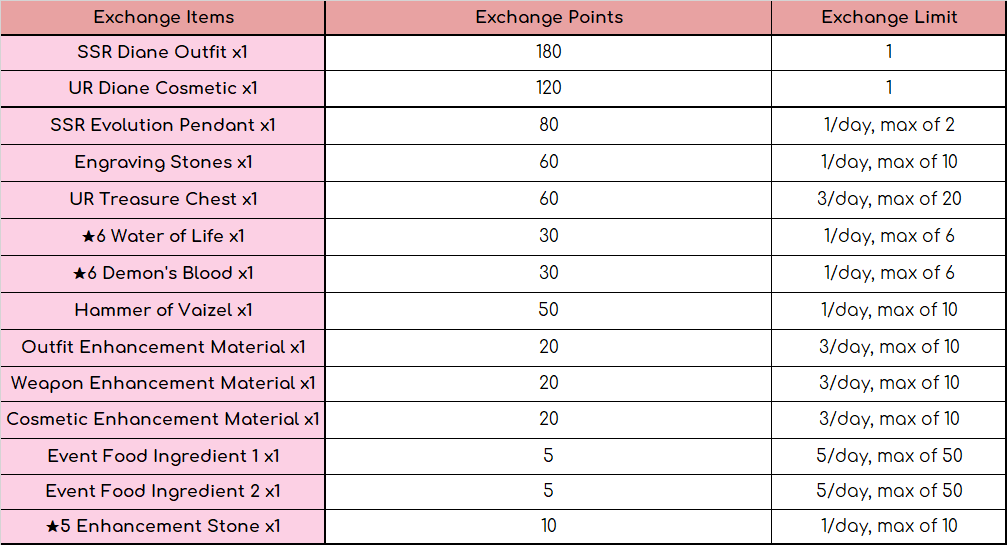 Exchange Items Exchange Points Exchange Limit
SSR Diane Outfit x1 180 1
UR Diane Cosmetic x1 120 1
SSR Evolution Pendant x1 80 1/day, max of 2
Engraving Stones x1 60 1/day, max of 10
UR Treasure Chest x1 60 3/day, max of 20
★6 Water of Life x1 30 1/day, max of 6
★6 Demon's Blood x1 30 1/day, max of 6
Hammer of Vaizel x1 50 1/day, max of 10
Outfit Enhancement Material x1 20 3/day, max of 10
Weapon Enhancement Material x1 20 3/day, max of 10
Cosmetic Enhancement Material x1 20 3/day, max of 10
Event Food Ingredient 1 x1 5 5/day, max of 50
Event Food Ingredient 2 x1 5 5/day, max of 50
★5 Enhancement Stone x1 10 1/day, max of 10